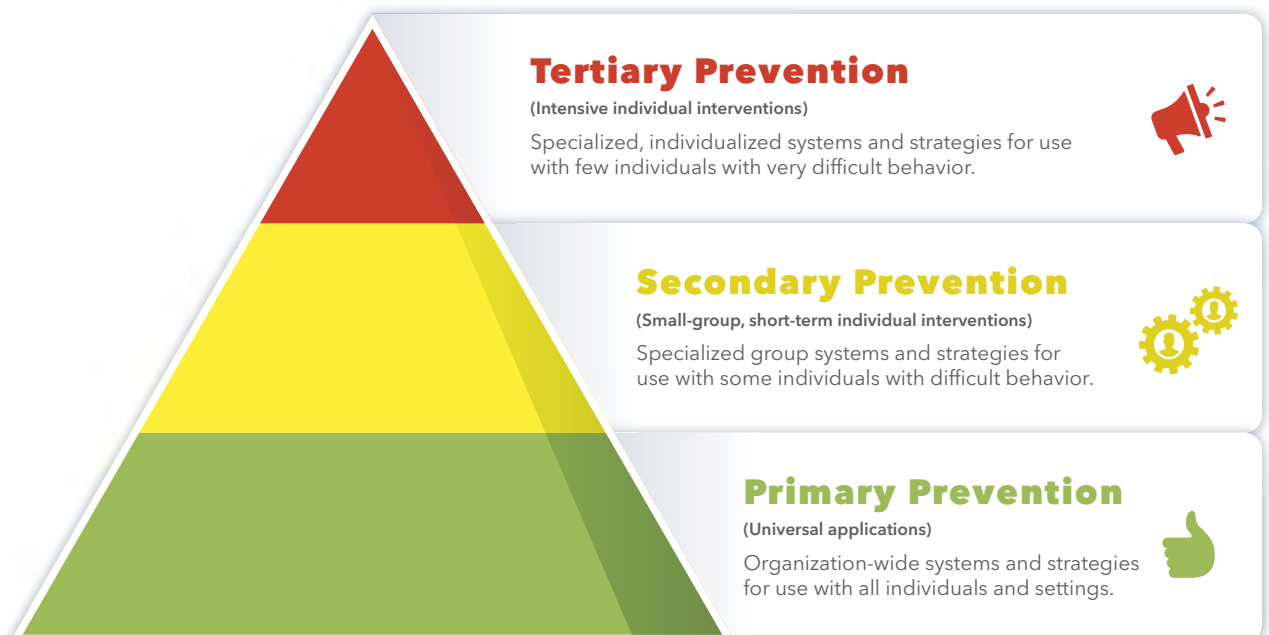 Tertiary Prevention
(Intensive individual interventions)
Specialized, individualized systems and strategies for use
with few individuals with very difficult behavior.
Secondary Prevention
(Small-group, short-term individual interventions)
Specialized group systems and strategies for
use with some individuals with difficult behavior.
Primary Prevention
(Universal applications)
Organization-wide systems and strategies
for use with all individuals and settings.